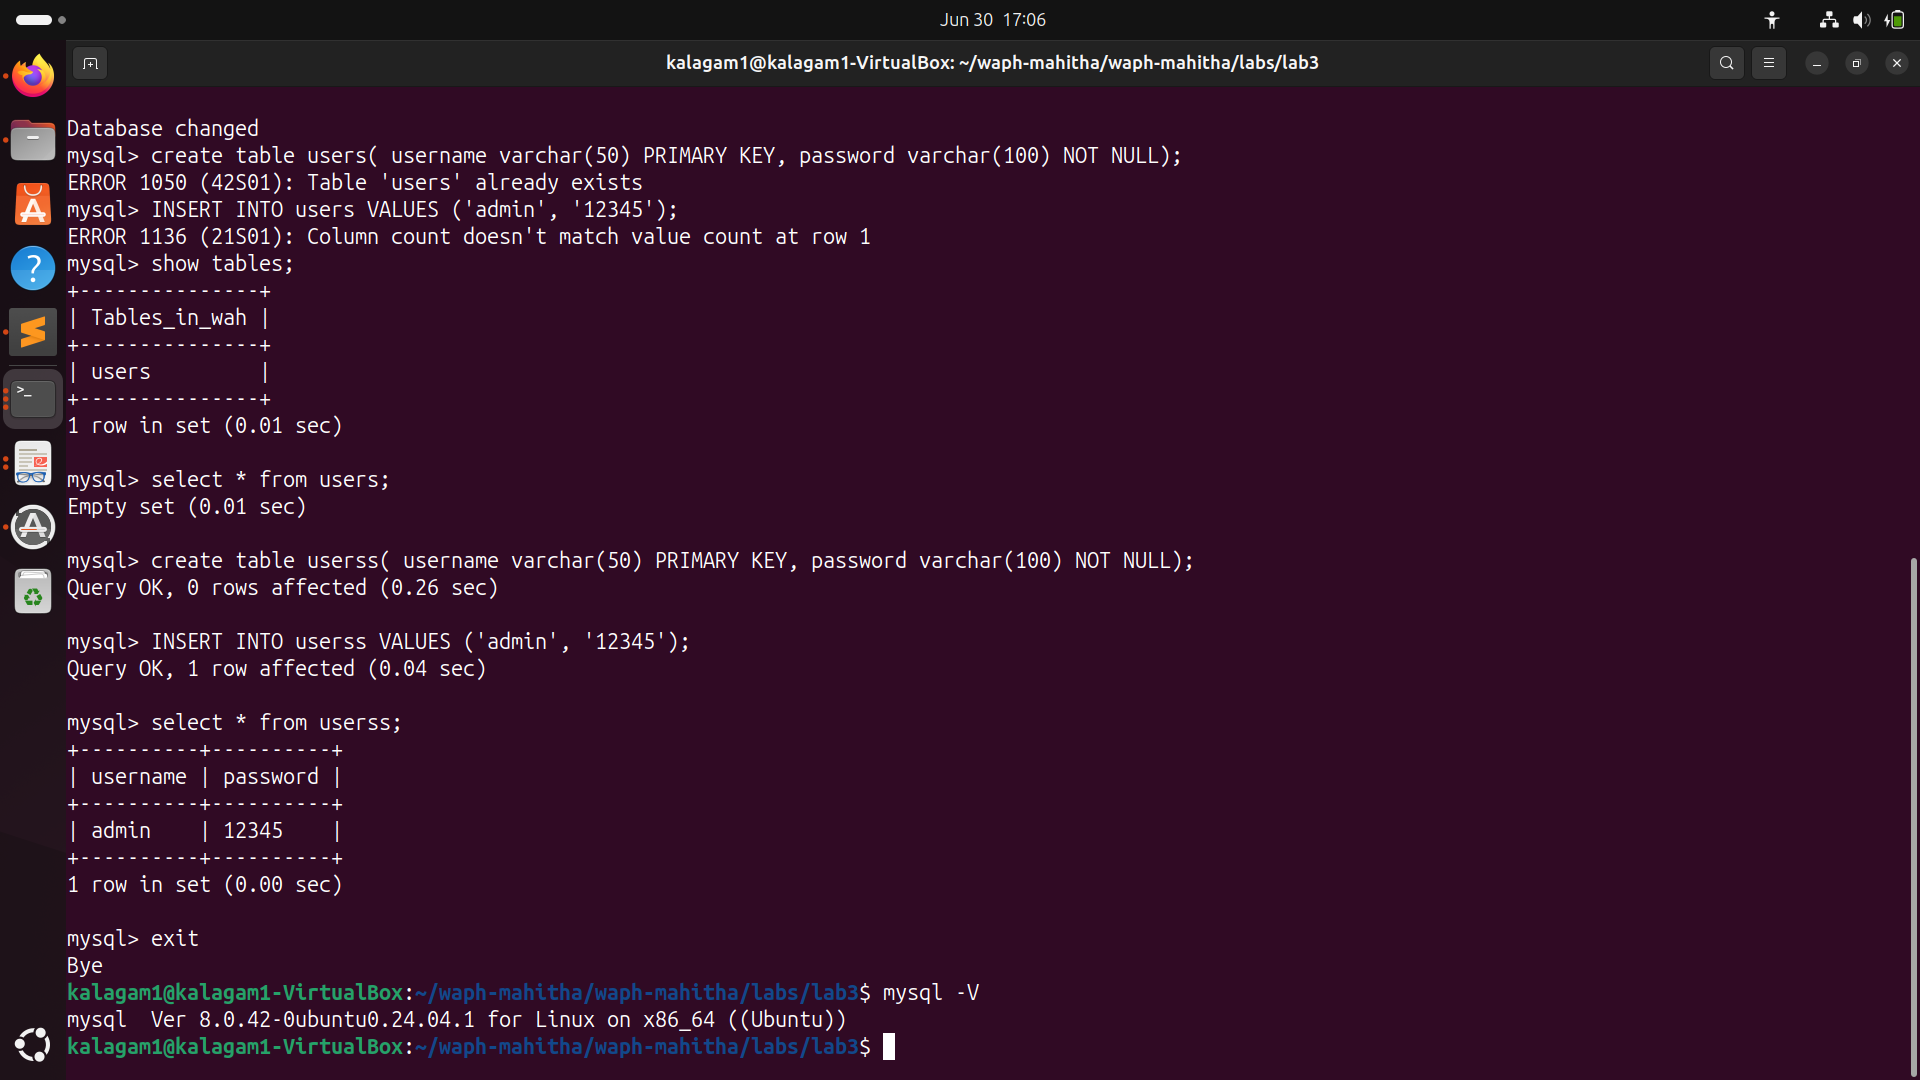 Jun 30 17:06
kalagam1@kalagam1-VirtualBox: ~/waph-mahitha/waph-mahitha/labs/lab3
Database changed
mysql> create table users( username varchar(50) PRIMARY KEY, password varchar(100) NOT NULL);
ERROR 1050 (42S01): Table 'users' already exists
mysql> INSERT INTO users VALUES ('admin', '12345');
ERROR 1136 (21S01): Column count doesn't match value count at row 1
mysql> show tables;
+---------------+
| Tables_in_wah |
+---------------+
| users         |
+---------------+
1 row in set (0.01 sec)
mysql> select * from users;
Empty set (0.01 sec)
mysql> create table userss( username varchar(50) PRIMARY KEY, password varchar(100) NOT NULL);
Query OK, 0 rows affected (0.26 sec)
mysql> INSERT INTO userss VALUES ('admin', '12345');
Query OK, 1 row affected (0.04 sec)
mysql> select * from userss;
+----------+----------+
| username | password |
+----------+----------+
| admin    | 12345    |
+----------+----------+
1 row in set (0.00 sec)
mysql> exit
Bye
kalagam1@kalagam1-VirtualBox:~/waph-mahitha/waph-mahitha/labs/lab3$ mysql -V
mysql  Ver 8.0.42-0ubuntu0.24.04.1 for Linux on x86_64 ((Ubuntu))
kalagam1@kalagam1-VirtualBox:~/waph-mahitha/waph-mahitha/labs/lab3$